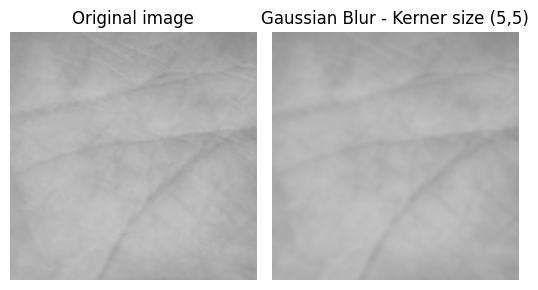 Original image
Gaussian Blur - Kerner size (5,5)